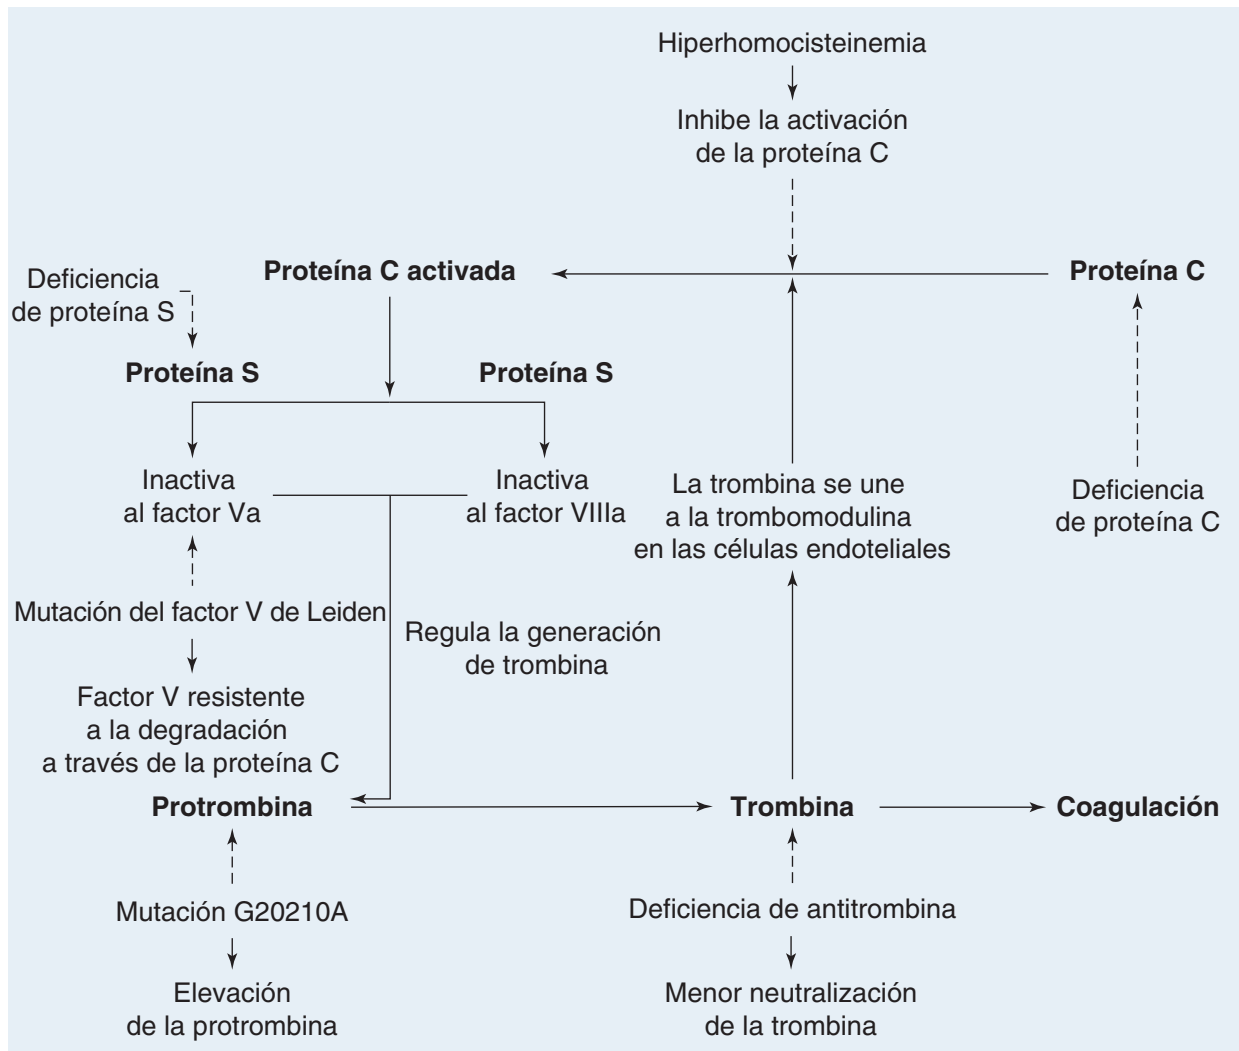 Hiperhomocisteinemia
Inhibe la activación
de la proteína C
Deficiencia
de proteína S
Proteína C activada
Proteína C
Proteína S
Proteína S
Inactiva
al factor Va
Inactiva
al factor VIIIa
La trombina se une
a la trombomodulina
en las células endoteliales
Deficiencia
de proteína C
Mutación del factor V de Leiden
Regula la generación
de trombina
Factor V resistente
a la degradación
a través de la proteína C
Protrombina
Trombina
Coagulación
Mutación G20210A
Deficiencia de antitrombina
Elevación
de la protrombina
Menor neutralización
de la trombina